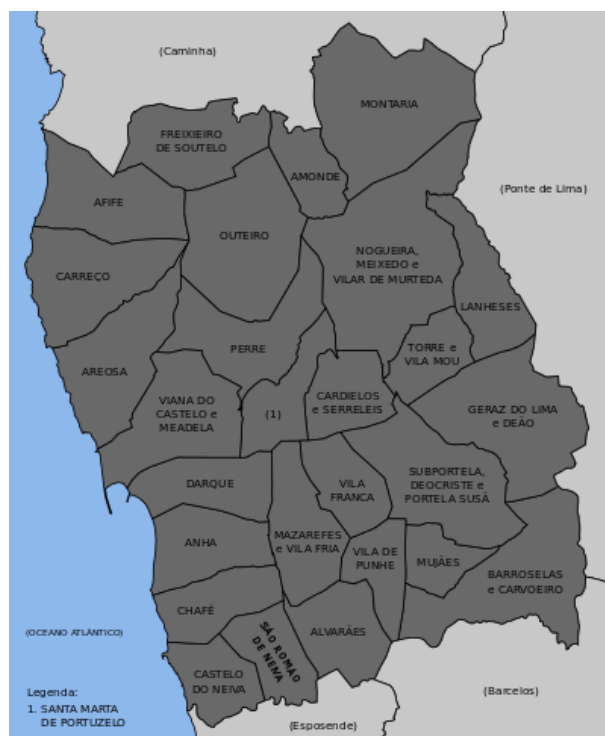 (Caminha)
MONTARIA
FREIXIEIRO
DE SOUTELO
AMONDE
(Ponte de Lima)
AFIFE
OUTEIRO
NOGUEIRA,
MEIXEDO e
VILAR DE MURTEDA
CARREÇO
LANHESES
PERRE
TORRE e
VILA MOU
AREOSA
VIANA DO
CASTELO e
MEADELA
(1)
CARDIELOS
e SERRELEIS
GERAZ DO LIMA
e DEÃO
DARQUE
VILA
FRANCA
SUBPORTELA,
DEOCRISTE e
PORTELA SUSÃ
ANHA
MAZAREFES
e VILA FRIA
VILA DE
PUNHE
MUJÃES
BARROSELAS
e CARVOEIRO
CHAFÉ
(OCEANO ATLÂNTICO)
SÃO ROMÃO
DE NEIVA
ALVARÃES
CASTELO
DO NEIVA
(Barcelos)
Legenda:
1. SANTA MARTA
DE PORTUZELO
(Esposende)